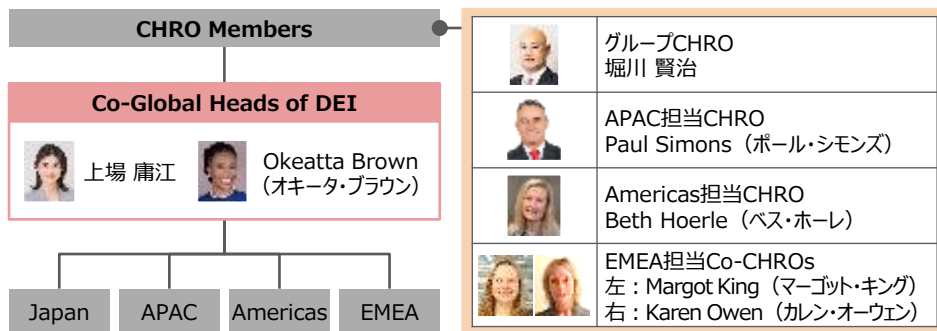 CHRO Members
Co-Global Heads of DEI
上場 庸江
Okeatta Brown
（オキータ・ブラウン）
Japan
APAC
Americas
EMEA
グループCHRO
堀川 賢治
APAC担当CHRO
Paul Simons（ポール・シモンズ）
Americas担当CHRO
Beth Hoerle（ベス・ホーレ）
EMEA担当Co-CHROs
左：Margot King（マーゴット・キング）
右：Karen Owen（カレン・オーウェン）